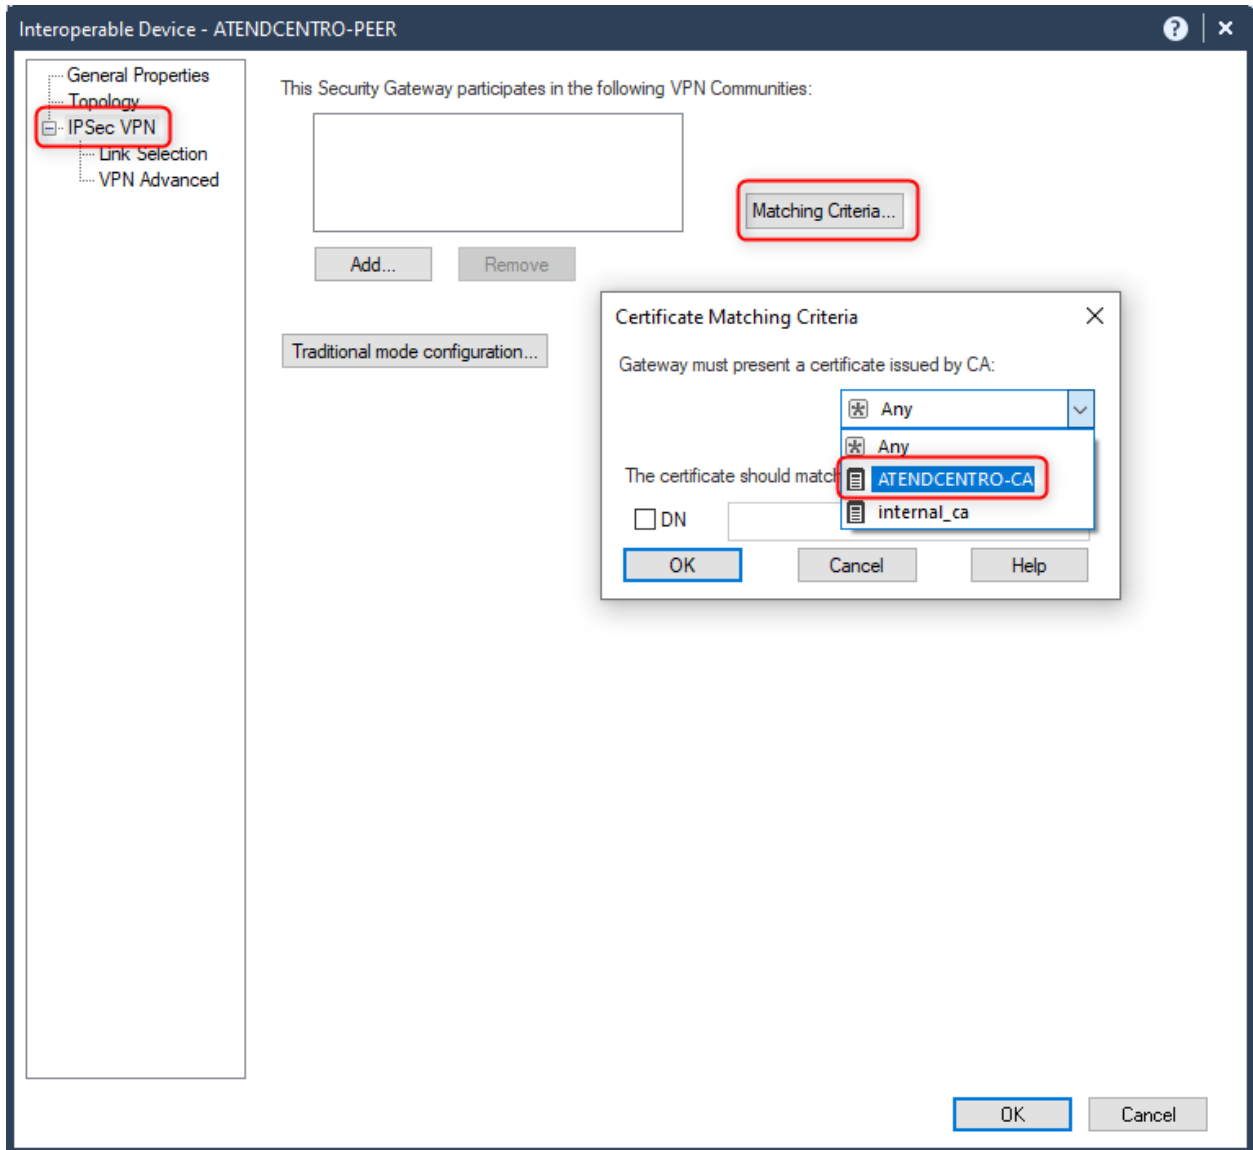 Interoperable Device - ATENDCENTRO-PEER
General Properties
Topology
IPSec VPN
Link Selection
VPN Advanced
This Security Gateway participates in the following VPN Communities:
Matching Criteria...
Add...
Remove
Traditional mode configuration...
Certificate Matching Criteria
Gateway must present a certificate issued by CA:
Any
Any
ATENDCENTRO-CA
internal_ca
The certificate should match
DN
OK
Cancel
Help
OK
Cancel